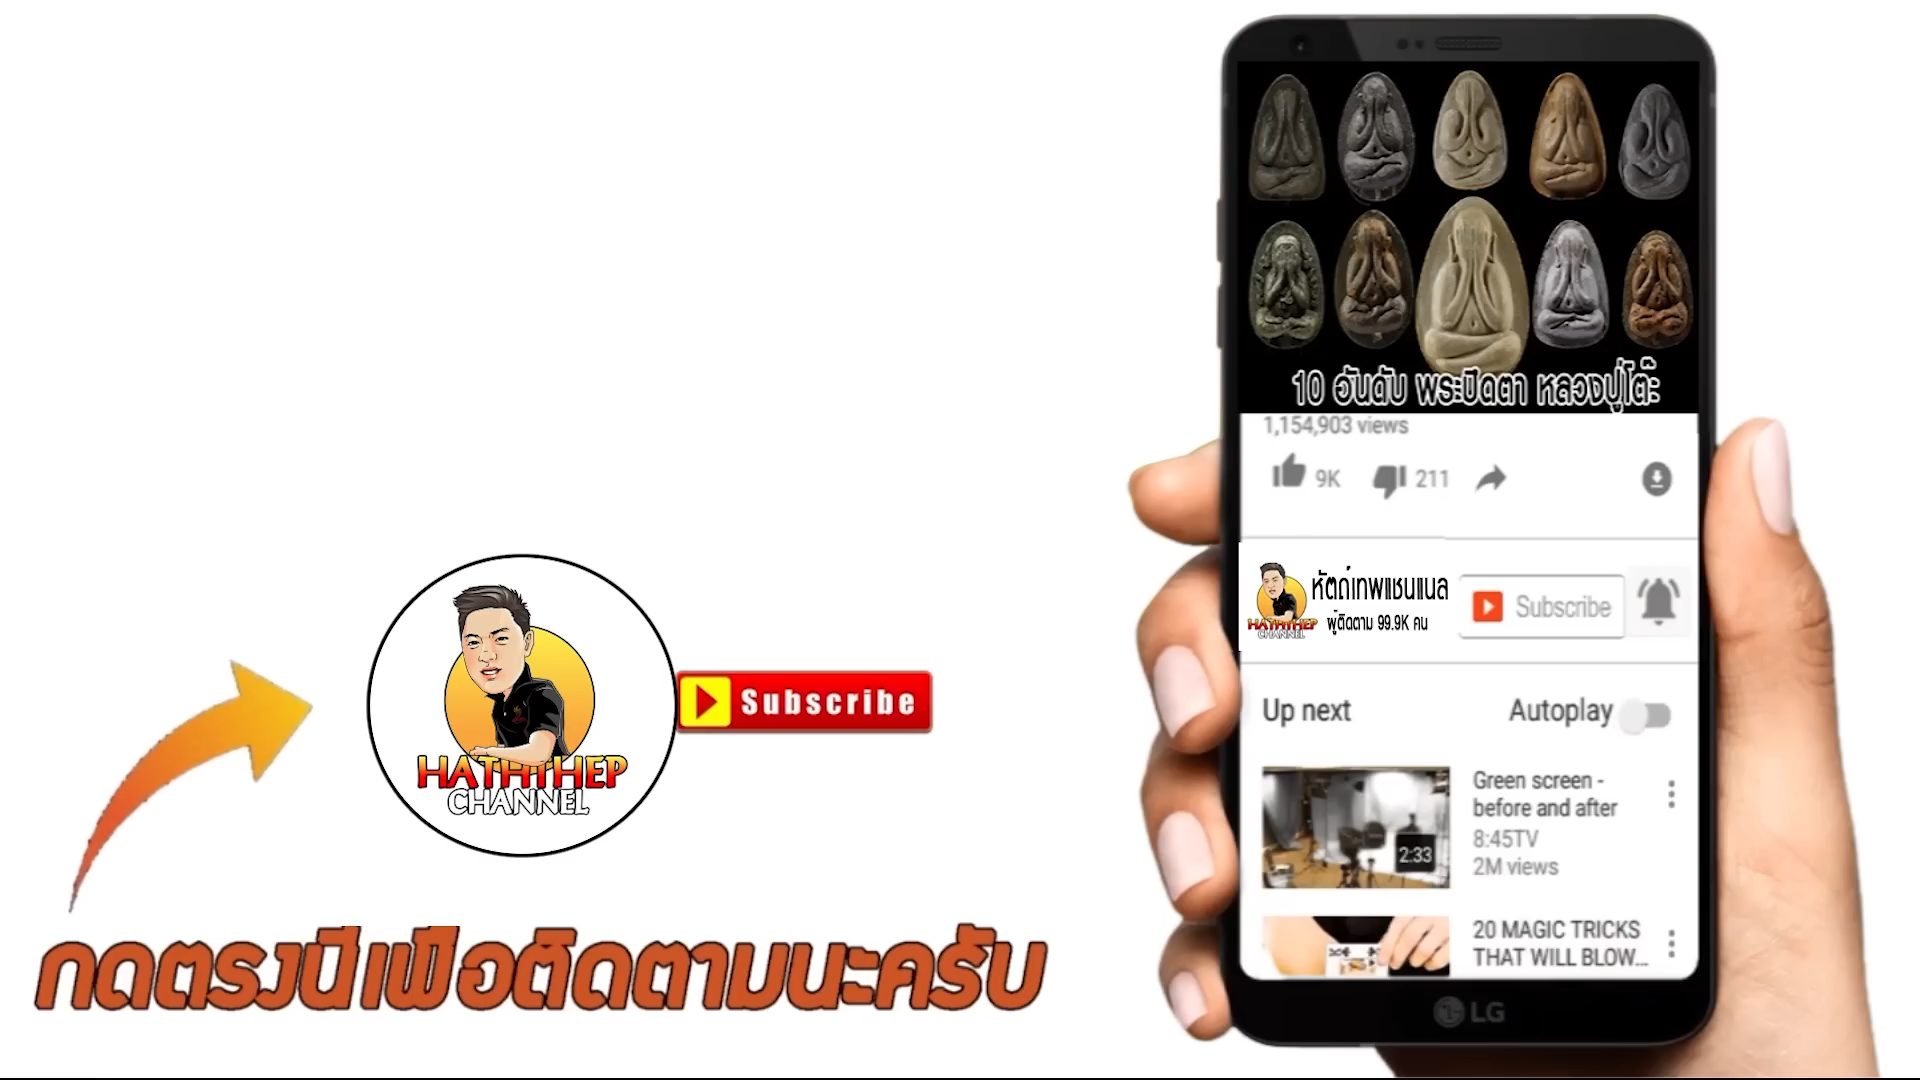 10 อันดับ พระปิดตา หลวงปู่โต๊ะ
1,154,903 views
9K
211
หัตถ์เทพแชนแนล
ผู้ติดตาม 99.9K คน
Subscribe
HATHTHEP
CHANNEL
Up next
Autoplay
Green screen -
before and after
8:45TV
2M views
2:33
20 MAGIC TRICKS
THAT WILL BLOW...
LG
HATHTHEP
CHANNEL
Subscribe
กดตรงนี้เพื่อติดตามนะครับ